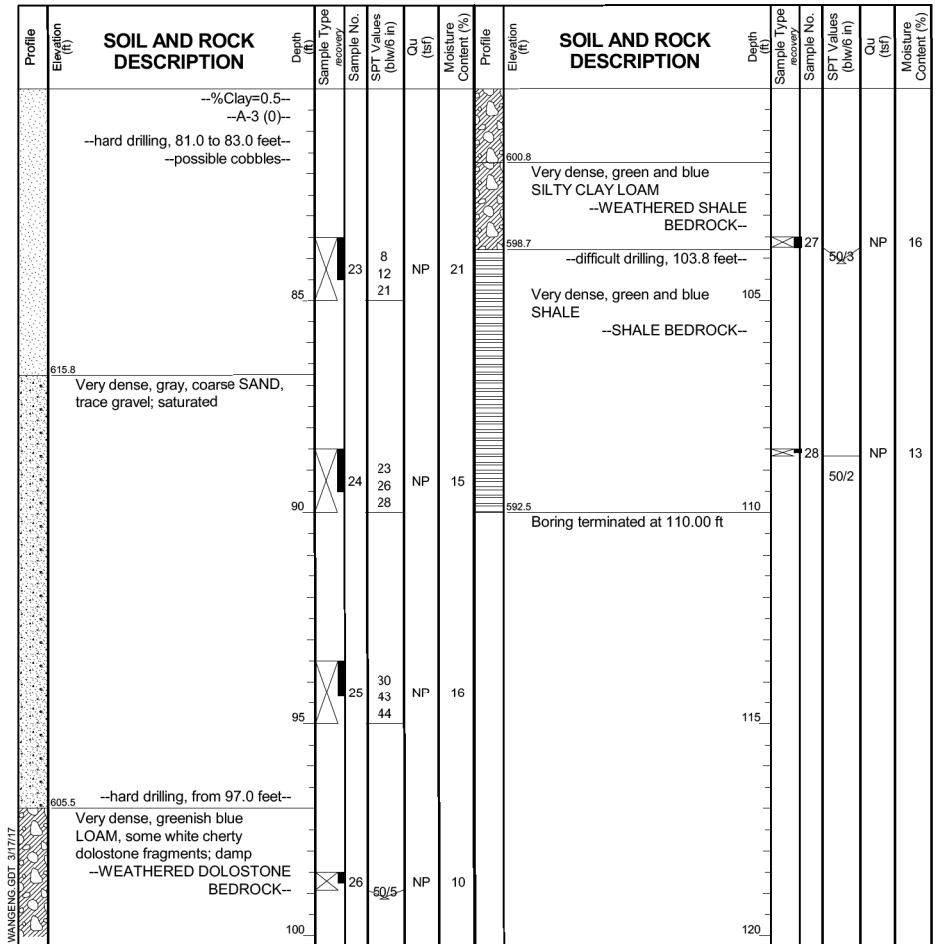 Profile
Elevation (ft)
SOIL AND ROCK
DESCRIPTION
Depth (ft)
Sample Type
recovery
Sample No.
SPT Values (blw/6 in)
Qu (tsf)
Moisture Content (%)
--%Clay=0.5--
--A-3 (0)--
--hard drilling, 81.0 to 83.0 feet--
--possible cobbles--
23
8
12
21
NP
21
85
615.8
Very dense, gray, coarse SAND,
trace gravel; saturated
24
23
26
28
NP
15
90
25
30
43
44
NP
16
95
--hard drilling, from 97.0 feet--
605.5
Very dense, greenish blue
LOAM, some white cherty
dolostone fragments; damp
--WEATHERED DOLOSTONE
BEDROCK--
26
50/5
NP
10
100
Profile
Elevation (ft)
SOIL AND ROCK
DESCRIPTION
Depth (ft)
Sample Type
recovery
Sample No.
SPT Values (blw/6 in)
Qu (tsf)
Moisture Content (%)
600.8
Very dense, green and blue
SILTY CLAY LOAM
--WEATHERED SHALE
BEDROCK--
27
50/3
NP
16
598.7
--difficult drilling, 103.8 feet--
Very dense, green and blue
SHALE
105
--SHALE BEDROCK--
28
50/2
NP
13
592.5
110
Boring terminated at 110.00 ft
115
120
WANGENG.GDT 3/17/17